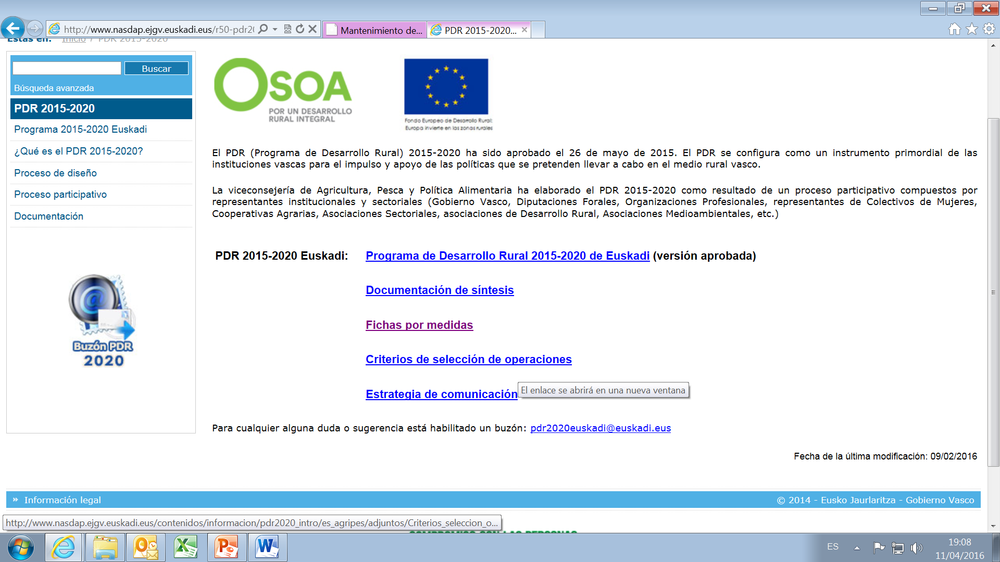 http://www.nasdap.ejgv.euskadi.eus/r50-pdr20
Mantenimiento de...
PDR 2015-2020...
Estás en: Inicio / PDR 2015-2020
Buscar
Búsqueda avanzada
PDR 2015-2020
Programa 2015-2020 Euskadi
¿Qué es el PDR 2015-2020?
Proceso de diseño
Proceso participativo
Documentación
Buzón PDR
2020
OSOA
POR UN DESARROLLO
RURAL INTEGRAL
Fondo Europeo de Desarrollo Rural:
Europa invierte en las zonas rurales
El PDR (Programa de Desarrollo Rural) 2015-2020 ha sido aprobado el 26 de mayo de 2015. El PDR se configura como un instrumento primordial de las
instituciones vascas para el impulso y apoyo de las políticas que se pretenden llevar a cabo en el medio rural vasco.
La viceconsejería de Agricultura, Pesca y Política Alimentaria ha elaborado el PDR 2015-2020 como resultado de un proceso participativo compuestos por
representantes institucionales y sectoriales (Gobierno Vasco, Diputaciones Forales, Organizaciones Profesionales, representantes de Colectivos de Mujeres,
Cooperativas Agrarias, Asociaciones Sectoriales, asociaciones de Desarrollo Rural, Asociaciones Medioambientales, etc.)
PDR 2015-2020 Euskadi: Programa de Desarrollo Rural 2015-2020 de Euskadi (versión aprobada)
Documentación de síntesis
Fichas por medidas
Criterios de selección de operaciones
Estrategia de comunicación
El enlace se abrirá en una nueva ventana
Para cualquier alguna duda o sugerencia está habilitado un buzón: pdr2020euskadi@euskadi.eus
Fecha de la última modificación: 09/02/2016
» Información legal
© 2014 - Eusko Jaurlaritza - Gobierno Vasco
http://www.nasdap.ejgv.euskadi.eus/contenidos/informacion/pdr2020_intro/es_agripes/adjuntos/Criterios_seleccion_o...
COMPROMISO CON LAS PERSONAS
ES
19:08
11/04/2016